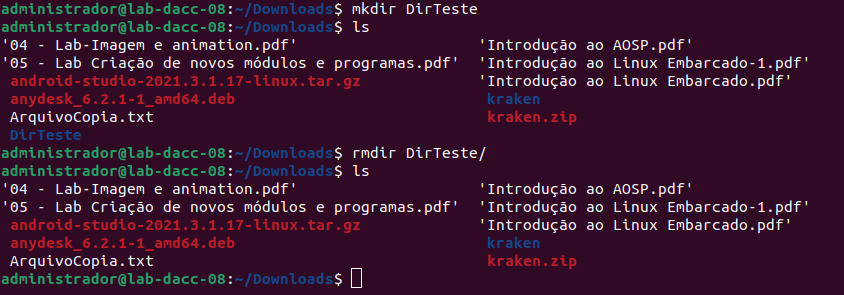 administrador@lab-dacc-08:~/Downloads$ mkdir DirTeste
administrador@lab-dacc-08:~/Downloads$ ls
'04 - Lab-Imagem e animation.pdf'                    'Introdução ao AOSP.pdf'
'05 - Lab Criação de novos módulos e programas.pdf'  'Introdução ao Linux Embarcado-1.pdf'
 android-studio-2021.3.1.17-linux.tar.gz             'Introdução ao Linux Embarcado.pdf'
 anydesk_6.2.1-1_amd64.deb                            kraken
 ArquivoCopia.txt                                     kraken.zip
 DirTeste
administrador@lab-dacc-08:~/Downloads$ rmdir DirTeste/
administrador@lab-dacc-08:~/Downloads$ ls
'04 - Lab-Imagem e animation.pdf'                    'Introdução ao AOSP.pdf'
'05 - Lab Criação de novos módulos e programas.pdf'  'Introdução ao Linux Embarcado-1.pdf'
 android-studio-2021.3.1.17-linux.tar.gz             'Introdução ao Linux Embarcado.pdf'
 anydesk_6.2.1-1_amd64.deb                            kraken
 ArquivoCopia.txt                                     kraken.zip
administrador@lab-dacc-08:~/Downloads$